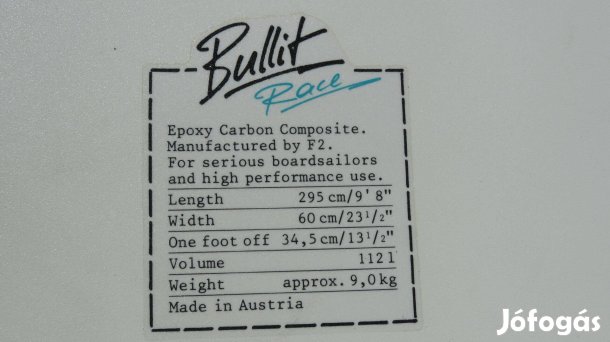 Bullit
Race
Epoxy Carbon Composite.
Manufactured by F2.
For serious boardsailors
and high performance use.
Length 295 cm/9' 8"
Width 60 cm/23 1/2"
One foot off 34,5 cm/13 1/2"
Volume 112 l
Weight approx. 9,0 kg
Made in Austria
Jófogás